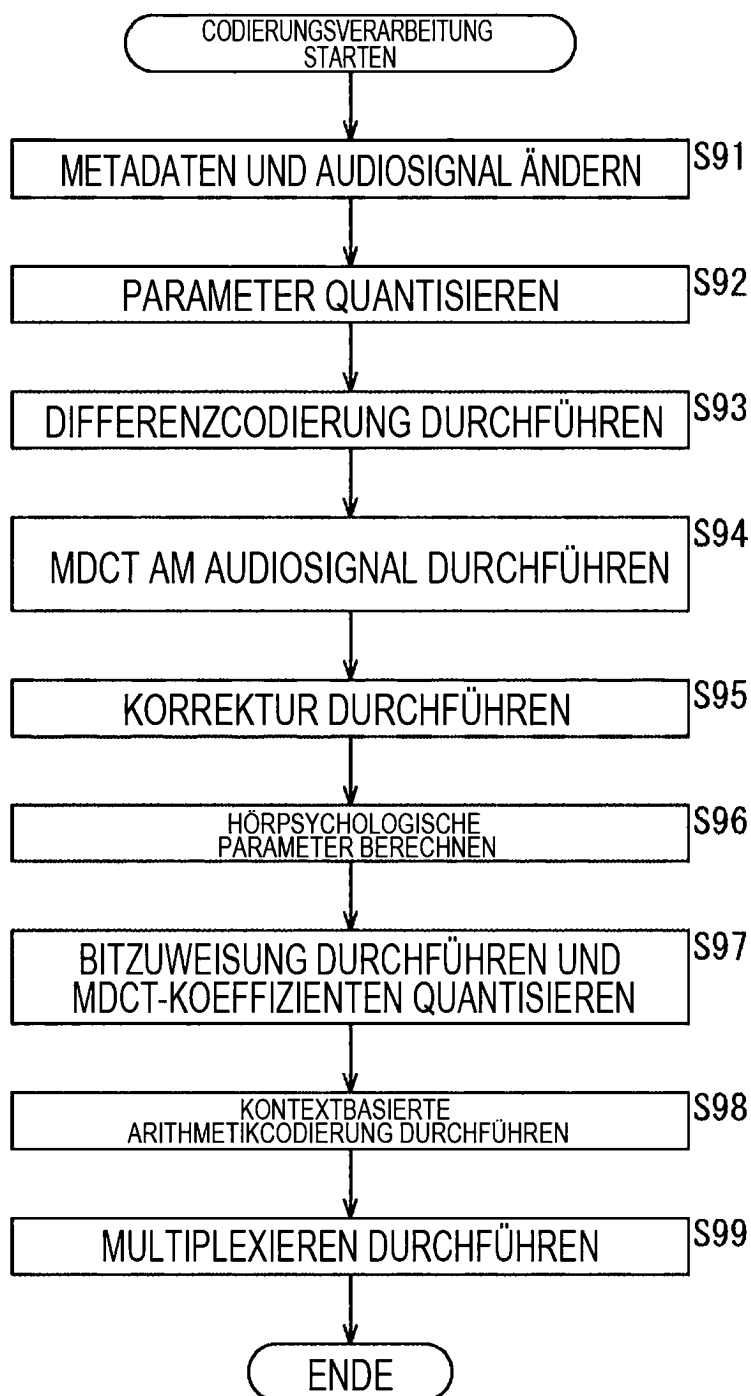 CODIERUNGSVERARBEITUNG
STARTEN
METADATEN UND AUDIOSIGNAL ÄNDERN
S91
PARAMETER QUANTISIEREN
S92
DIFFERENZCODIERUNG DURCHFÜHREN
S93
MDCT AM AUDIOSIGNAL DURCHFÜHREN
S94
KORREKTUR DURCHFÜHREN
S95
HÖRPSYCHOLOGISCHE
PARAMETER BERECHNEN
S96
BITZUWEISUNG DURCHFÜHREN UND
MDCT-KOEFFIZIENTEN QUANTISIEREN
S97
KONTEXTBASIERTE
ARITHMETIKCODIERUNG DURCHFÜHREN
S98
MULTIPLEXIEREN DURCHFÜHREN
S99
ENDE